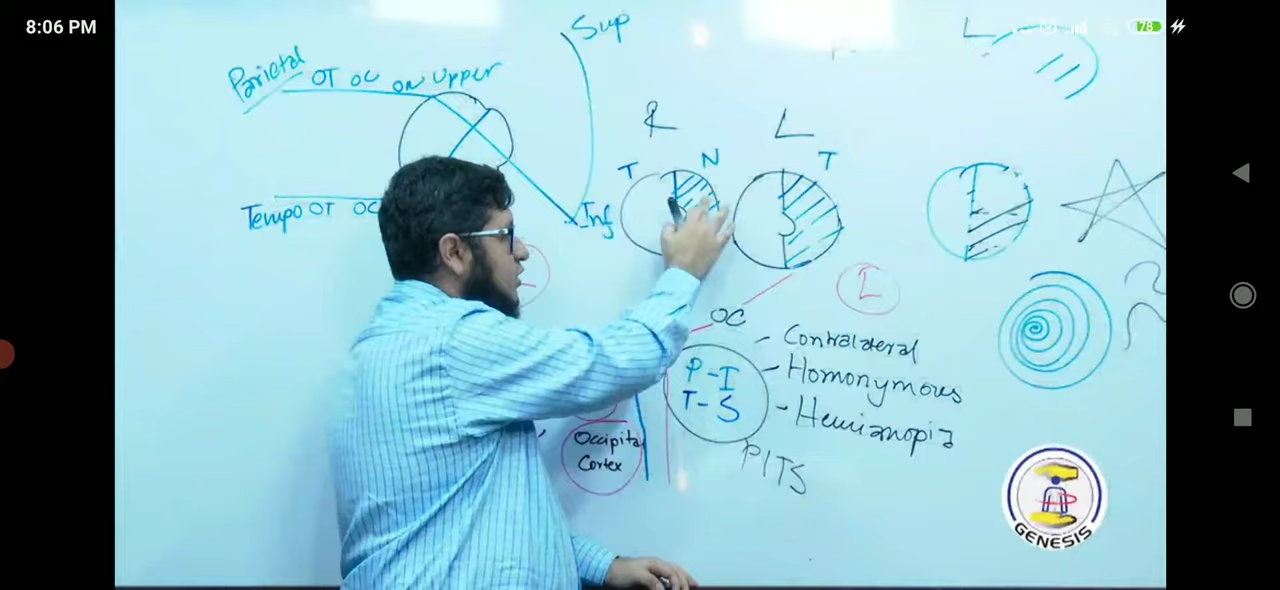 8:06 PM
78
Sup
Parietal OT OC ON Upper
R
L
T
N
T
Tempo OT OC
Inf
L
OC
L
Contralateral
Homonymous
Hemianopia
P-I
T-S
PITS
Occipital
Cortex
GENESIS